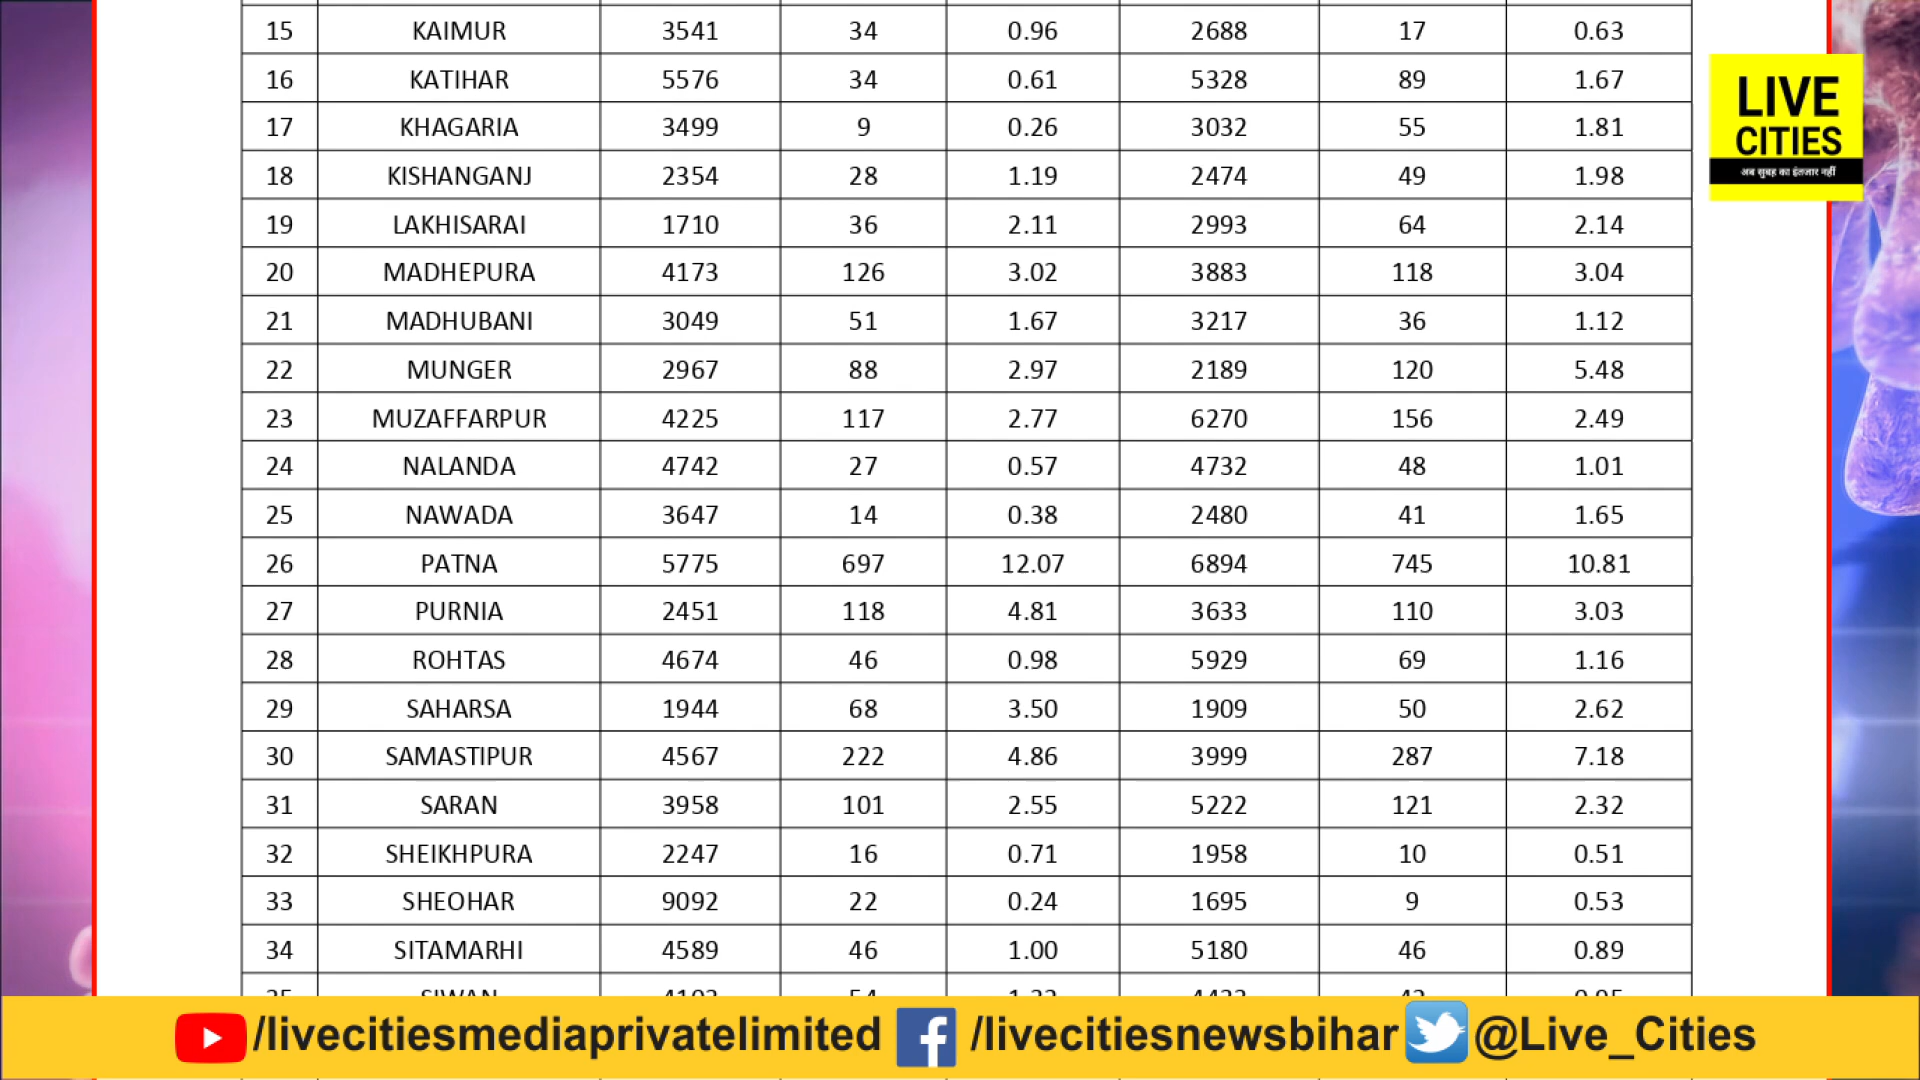 15 KAIMUR 3541 34 0.96 2688 17 0.63
16 KATIHAR 5576 34 0.61 5328 89 1.67
17 KHAGARIA 3499 9 0.26 3032 55 1.81
18 KISHANGANJ 2354 28 1.19 2474 49 1.98
19 LAKHISARAI 1710 36 2.11 2993 64 2.14
20 MADHEPURA 4173 126 3.02 3883 118 3.04
21 MADHUBANI 3049 51 1.67 3217 36 1.12
22 MUNGER 2967 88 2.97 2189 120 5.48
23 MUZAFFARPUR 4225 117 2.77 6270 156 2.49
24 NALANDA 4742 27 0.57 4732 48 1.01
25 NAWADA 3647 14 0.38 2480 41 1.65
26 PATNA 5775 697 12.07 6894 745 10.81
27 PURNIA 2451 118 4.81 3633 110 3.03
28 ROHTAS 4674 46 0.98 5929 69 1.16
29 SAHARSA 1944 68 3.50 1909 50 2.62
30 SAMASTIPUR 4567 222 4.86 3999 287 7.18
31 SARAN 3958 101 2.55 5222 121 2.32
32 SHEIKHPURA 2247 16 0.71 1958 10 0.51
33 SHEOHAR 9092 22 0.24 1695 9 0.53
34 SITAMARHI 4589 46 1.00 5180 46 0.89
SIWAN
LIVE
CITIES
अब सुबह का इंतजार नहीं
/livecitiesmediaprivatelimited /livecitiesnewsbihar @Live_Cities